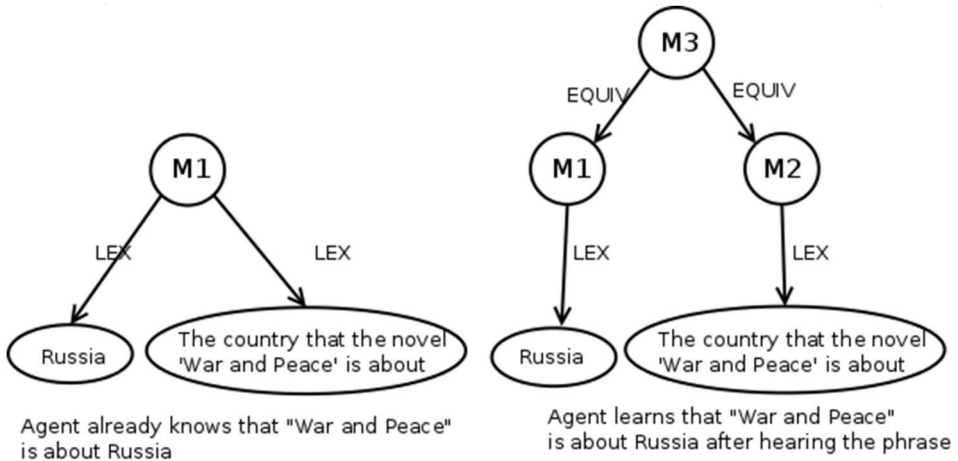 M1
LEX
LEX
Russia
The country that the novel
'War and Peace' is about
Agent already knows that "War and Peace"
is about Russia
M3
EQUIV
EQUIV
M1
M2
LEX
LEX
Russia
The country that the novel
'War and Peace' is about
Agent learns that "War and Peace"
is about Russia after hearing the phrase